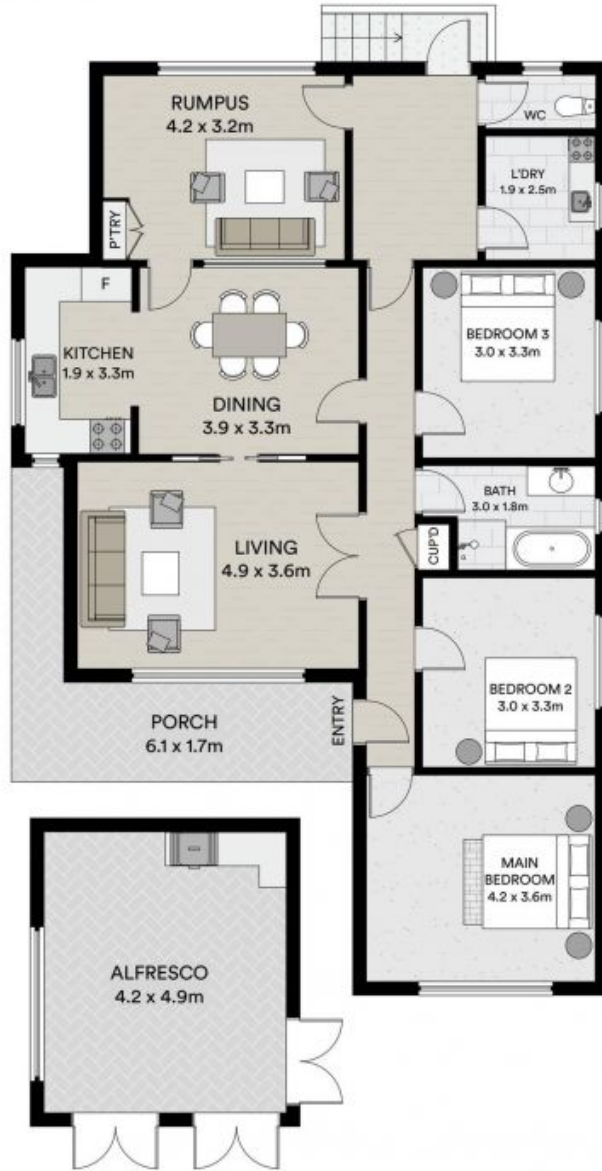 RUMPUS
4.2 x 3.2m
WC
L'DRY
1.9 x 2.5m
P'TRY
F
KITCHEN
1.9 x 3.3m
DINING
3.9 x 3.3m
BEDROOM 3
3.0 x 3.3m
BATH
3.0 x 1.8m
CUP'D
LIVING
4.9 x 3.6m
BEDROOM 2
3.0 x 3.3m
PORCH
6.1 x 1.7m
ENTRY
MAIN
BEDROOM
4.2 x 3.6m
ALFRESCO
4.2 x 4.9m